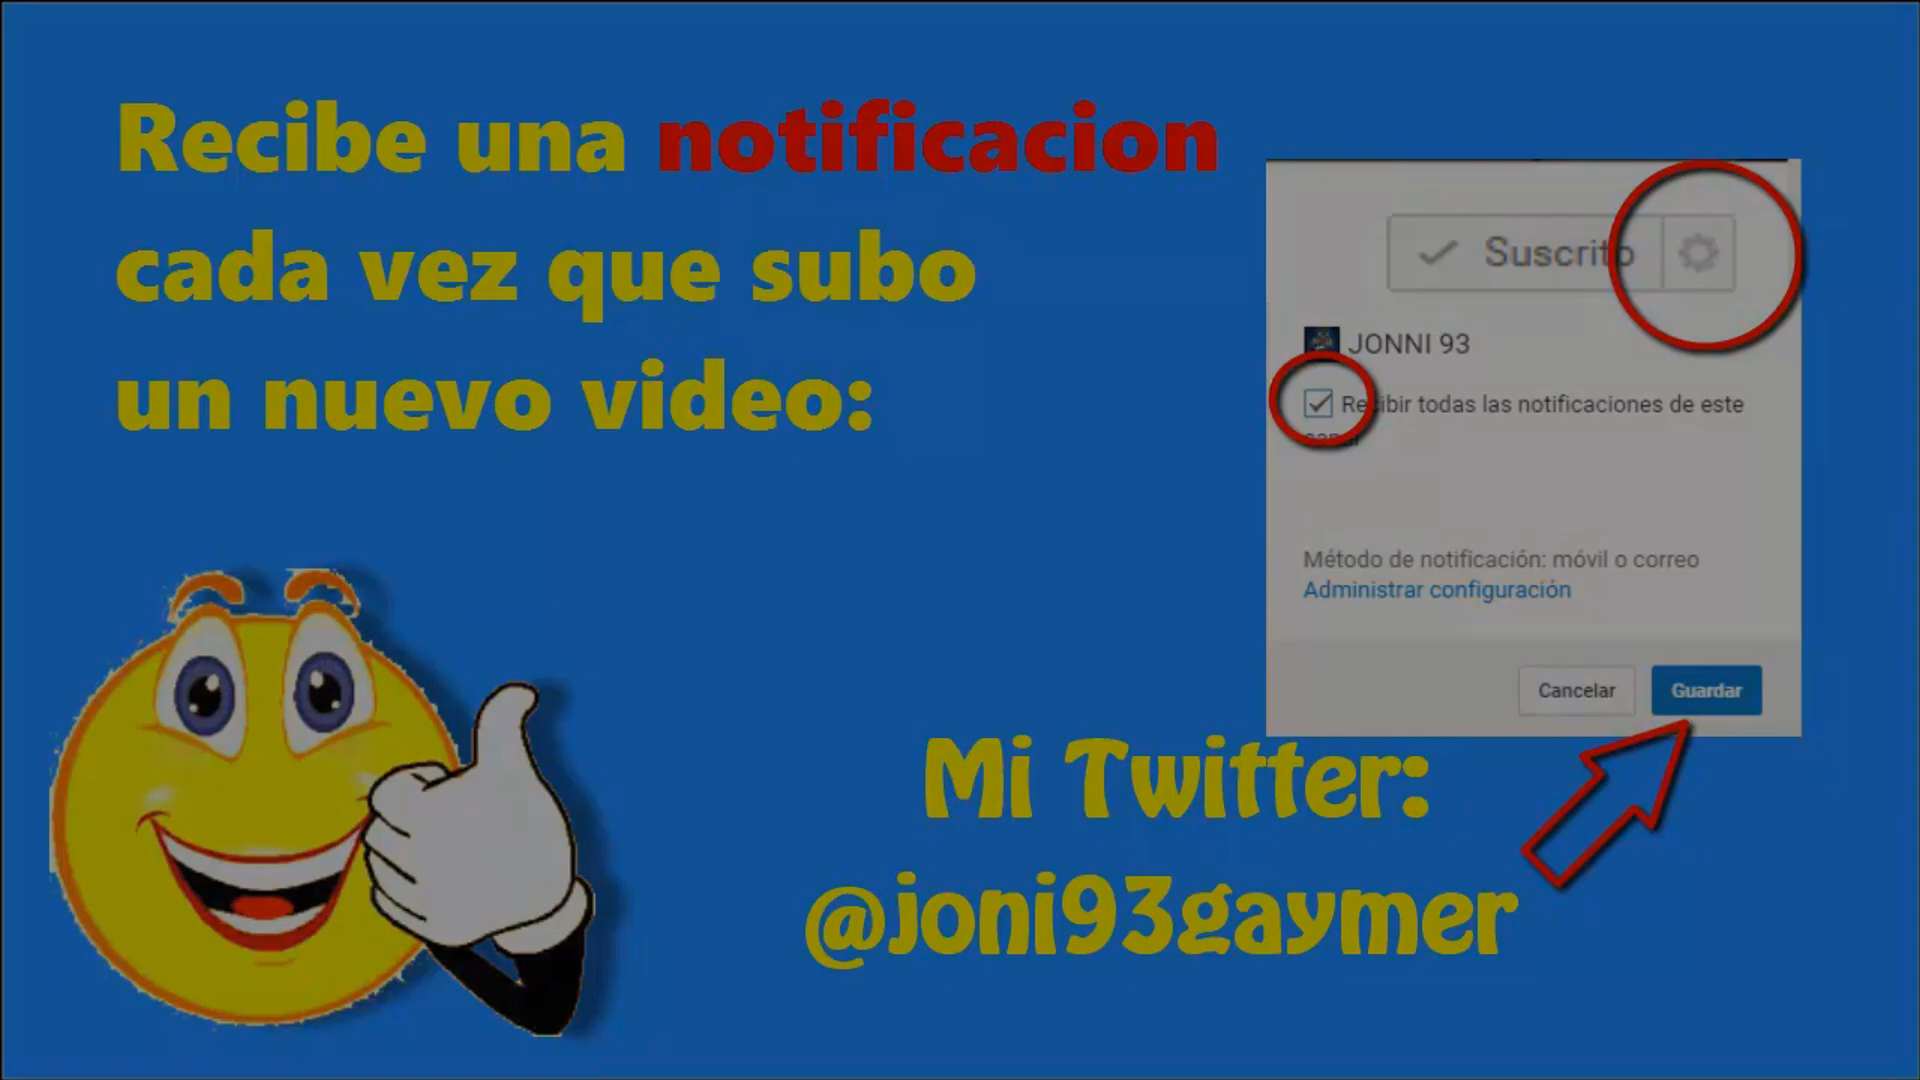 Recibe una notificacion
cada vez que subo
un nuevo video:
Suscrito
JONNI 93
Recibir todas las notificaciones de este
canal
Método de notificación: móvil o correo
Administrar configuración
Cancelar
Guardar
Mi Twitter:
@joni93gaymer